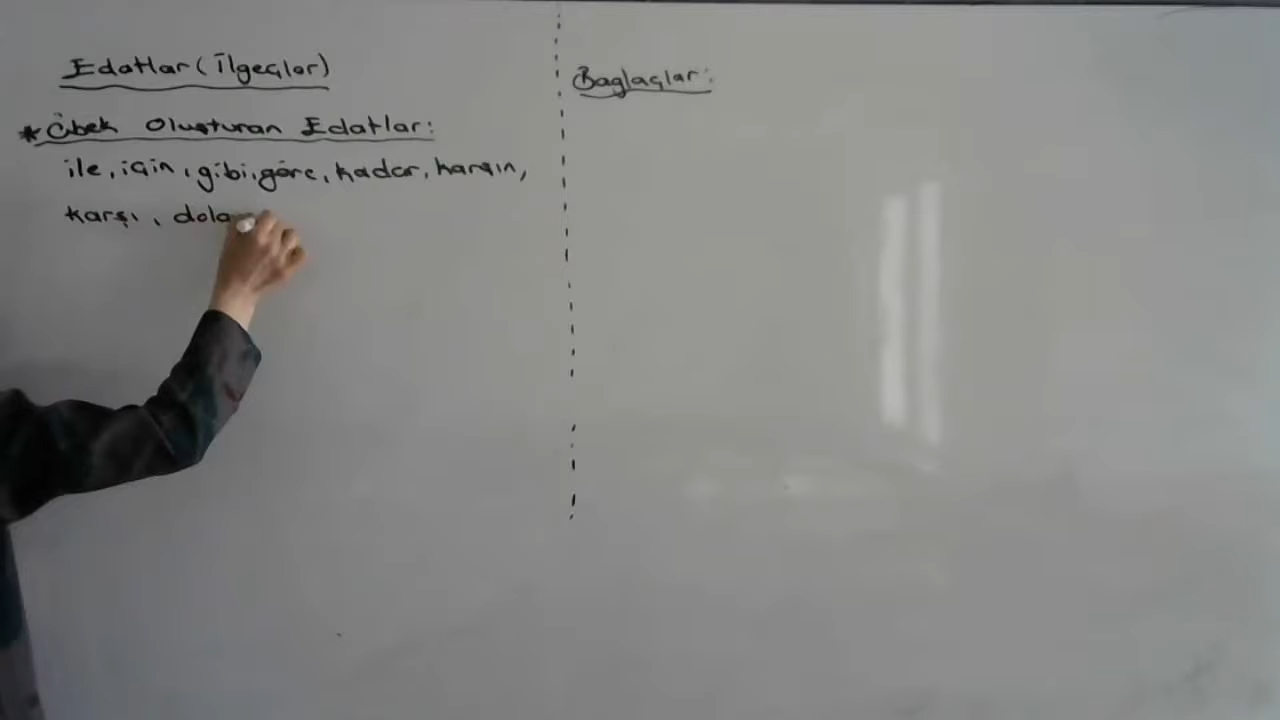 Edatlar (İlgeçler)
* Öbek Oluşturan Edatlar:
ile, için, gibi, göre, kadar, karşın,
karşı, dola
Bağlaçlar: